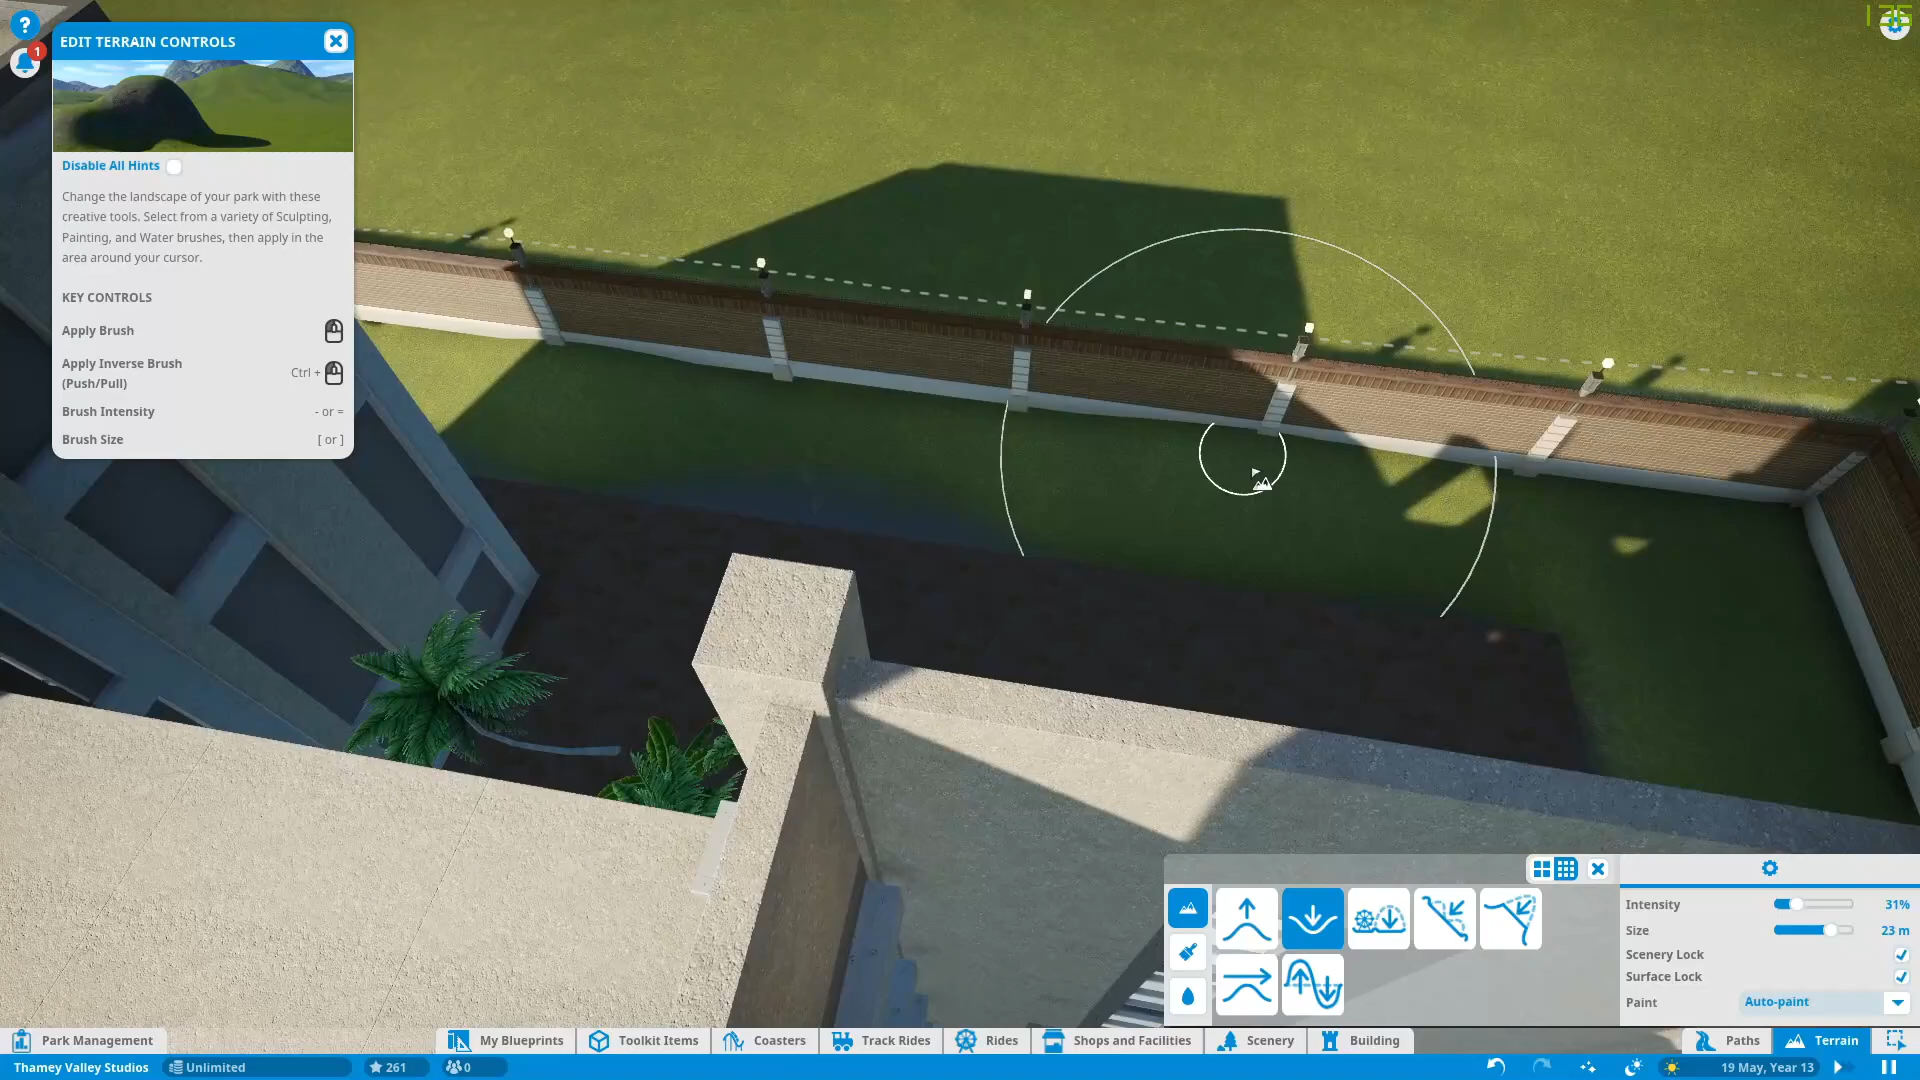 ?
1
EDIT TERRAIN CONTROLS
Disable All Hints
Change the landscape of your park with these
creative tools. Select from a variety of Sculpting,
Painting, and Water brushes, then apply in the
area around your cursor.
KEY CONTROLS
Apply Brush
Apply Inverse Brush
(Push/Pull)
Ctrl +
Brush Intensity
- or =
Brush Size
[ or ]
Intensity
31%
Size
23 m
Scenery Lock
Surface Lock
Paint
Auto-paint
Park Management
My Blueprints
Toolkit Items
Coasters
Track Rides
Rides
Shops and Facilities
Scenery
Building
Paths
Terrain
Thamey Valley Studios
Unlimited
261
0
19 May, Year 13